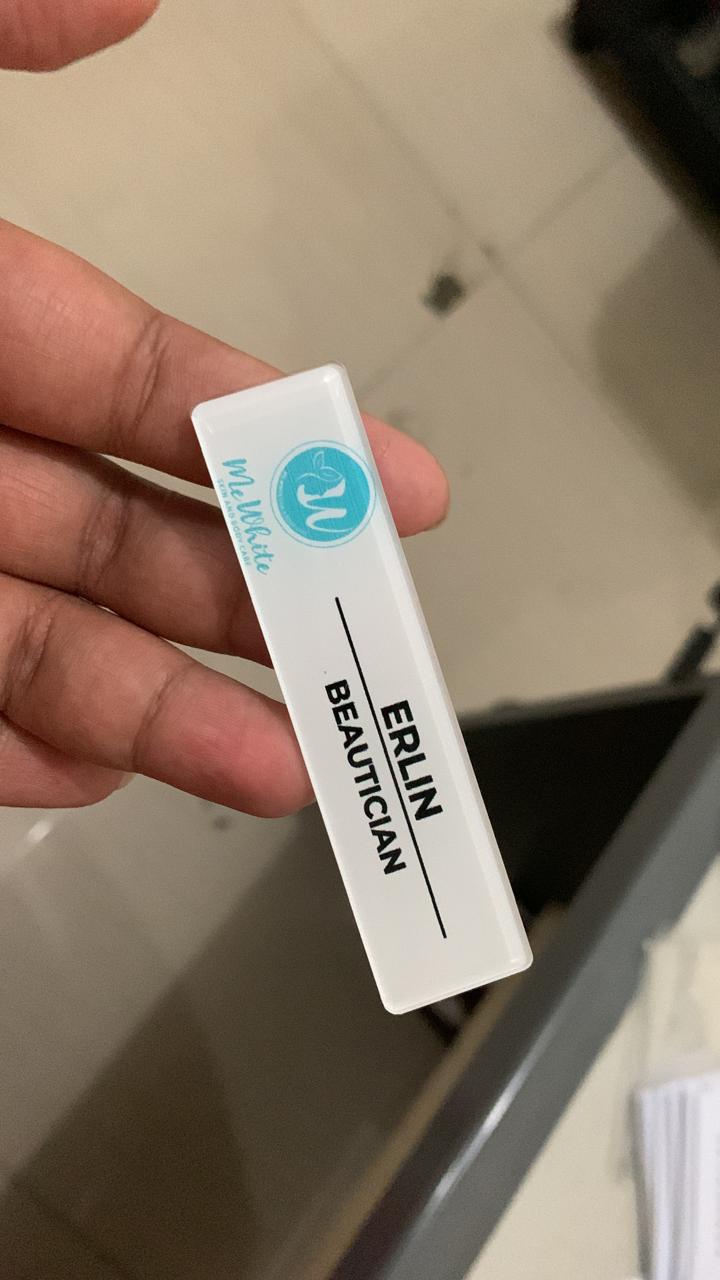 MeWhite
SKIN AND BODY CARE
ERLIN
BEAUTICIAN